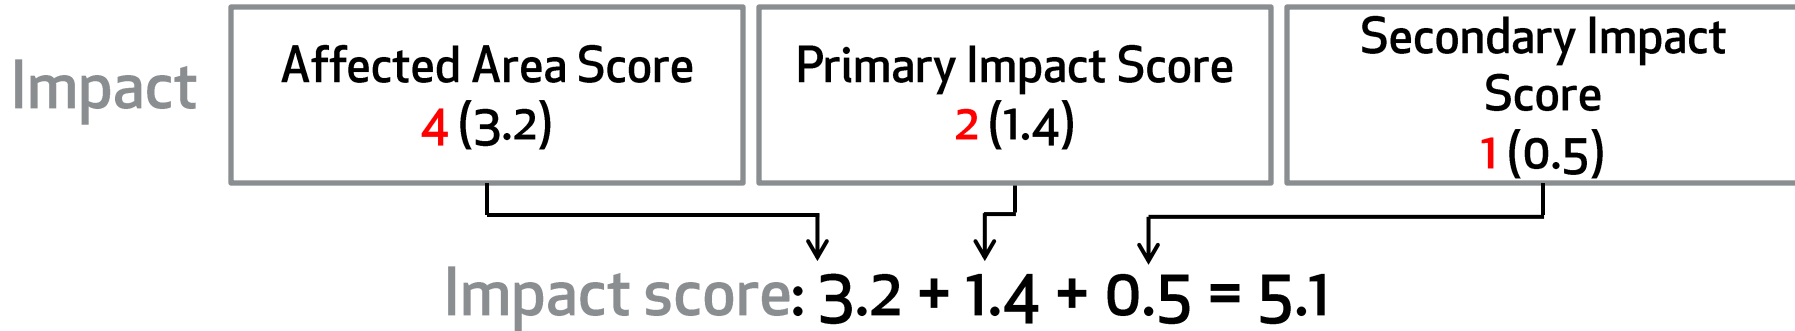 Impact
Affected Area Score
4 (3.2)
Primary Impact Score
2 (1.4)
Secondary Impact
Score
1 (0.5)
Impact score: 3.2 + 1.4 + 0.5 = 5.1